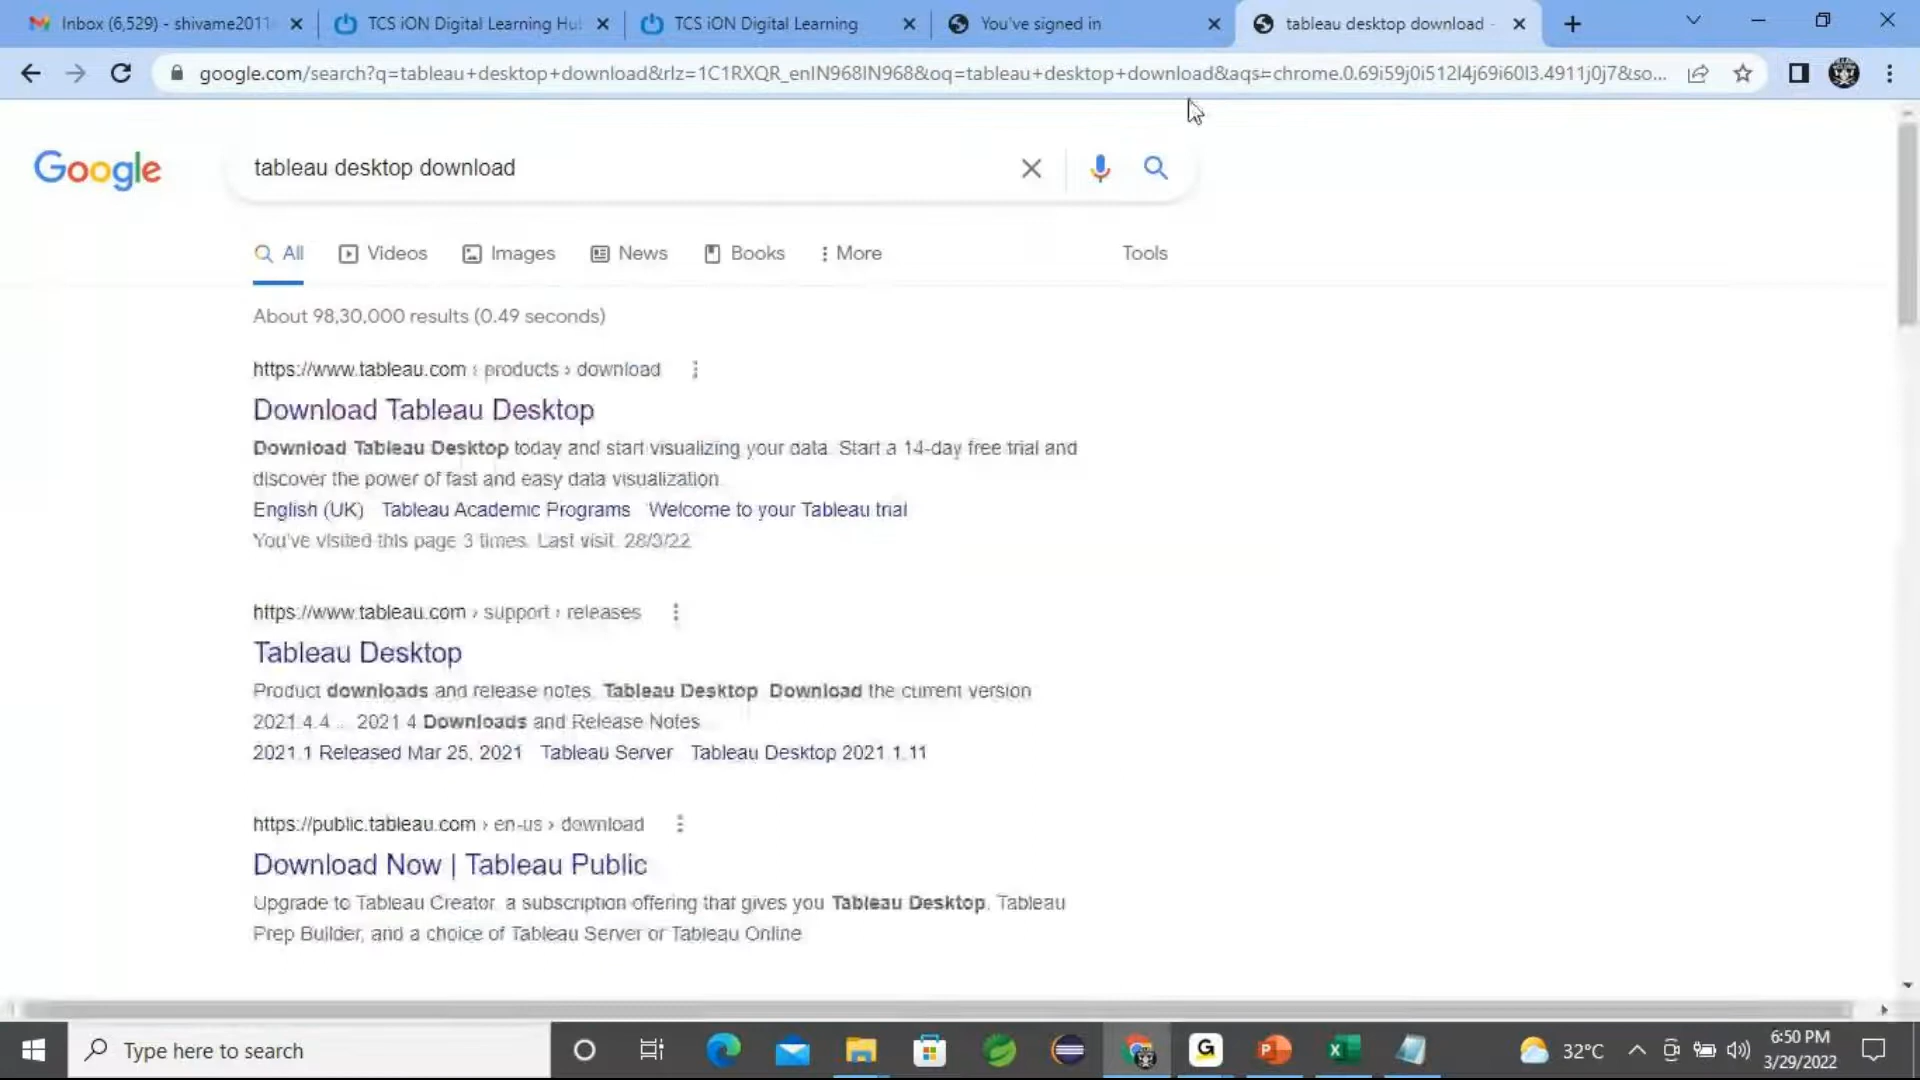 Inbox (6,529) - shivame2011
TCS iON Digital Learning Hu
TCS iON Digital Learning
You've signed in
tableau desktop download -
google.com/search?q=tableau+desktop+download&rlz=1C1RXQR_enIN968IN968&oq=tableau+desktop+download&aqs=chrome.0.69i59j0i512l4j69i60l3.4911j0j7&so...
Google
tableau desktop download
All
Videos
Images
News
Books
More
Tools
About 98,30,000 results (0.49 seconds)
https://www.tableau.com › products › download
Download Tableau Desktop
Download Tableau Desktop today and start visualizing your data. Start a 14-day free trial and
discover the power of fast and easy data visualization.
English (UK) Tableau Academic Programs Welcome to your Tableau trial
You've visited this page 3 times. Last visit: 28/3/22
https://www.tableau.com › support › releases
Tableau Desktop
Product downloads and release notes. Tableau Desktop. Download the current version
2021.4.4 ... 2021.4 Downloads and Release Notes
2021.1 Released Mar 25, 2021 Tableau Server Tableau Desktop 2021.1.11
https://public.tableau.com › en-us › download
Download Now | Tableau Public
Upgrade to Tableau Creator, a subscription offering that gives you Tableau Desktop, Tableau
Prep Builder, and a choice of Tableau Server or Tableau Online
Type here to search
G
32°C
6:50 PM
3/29/2022